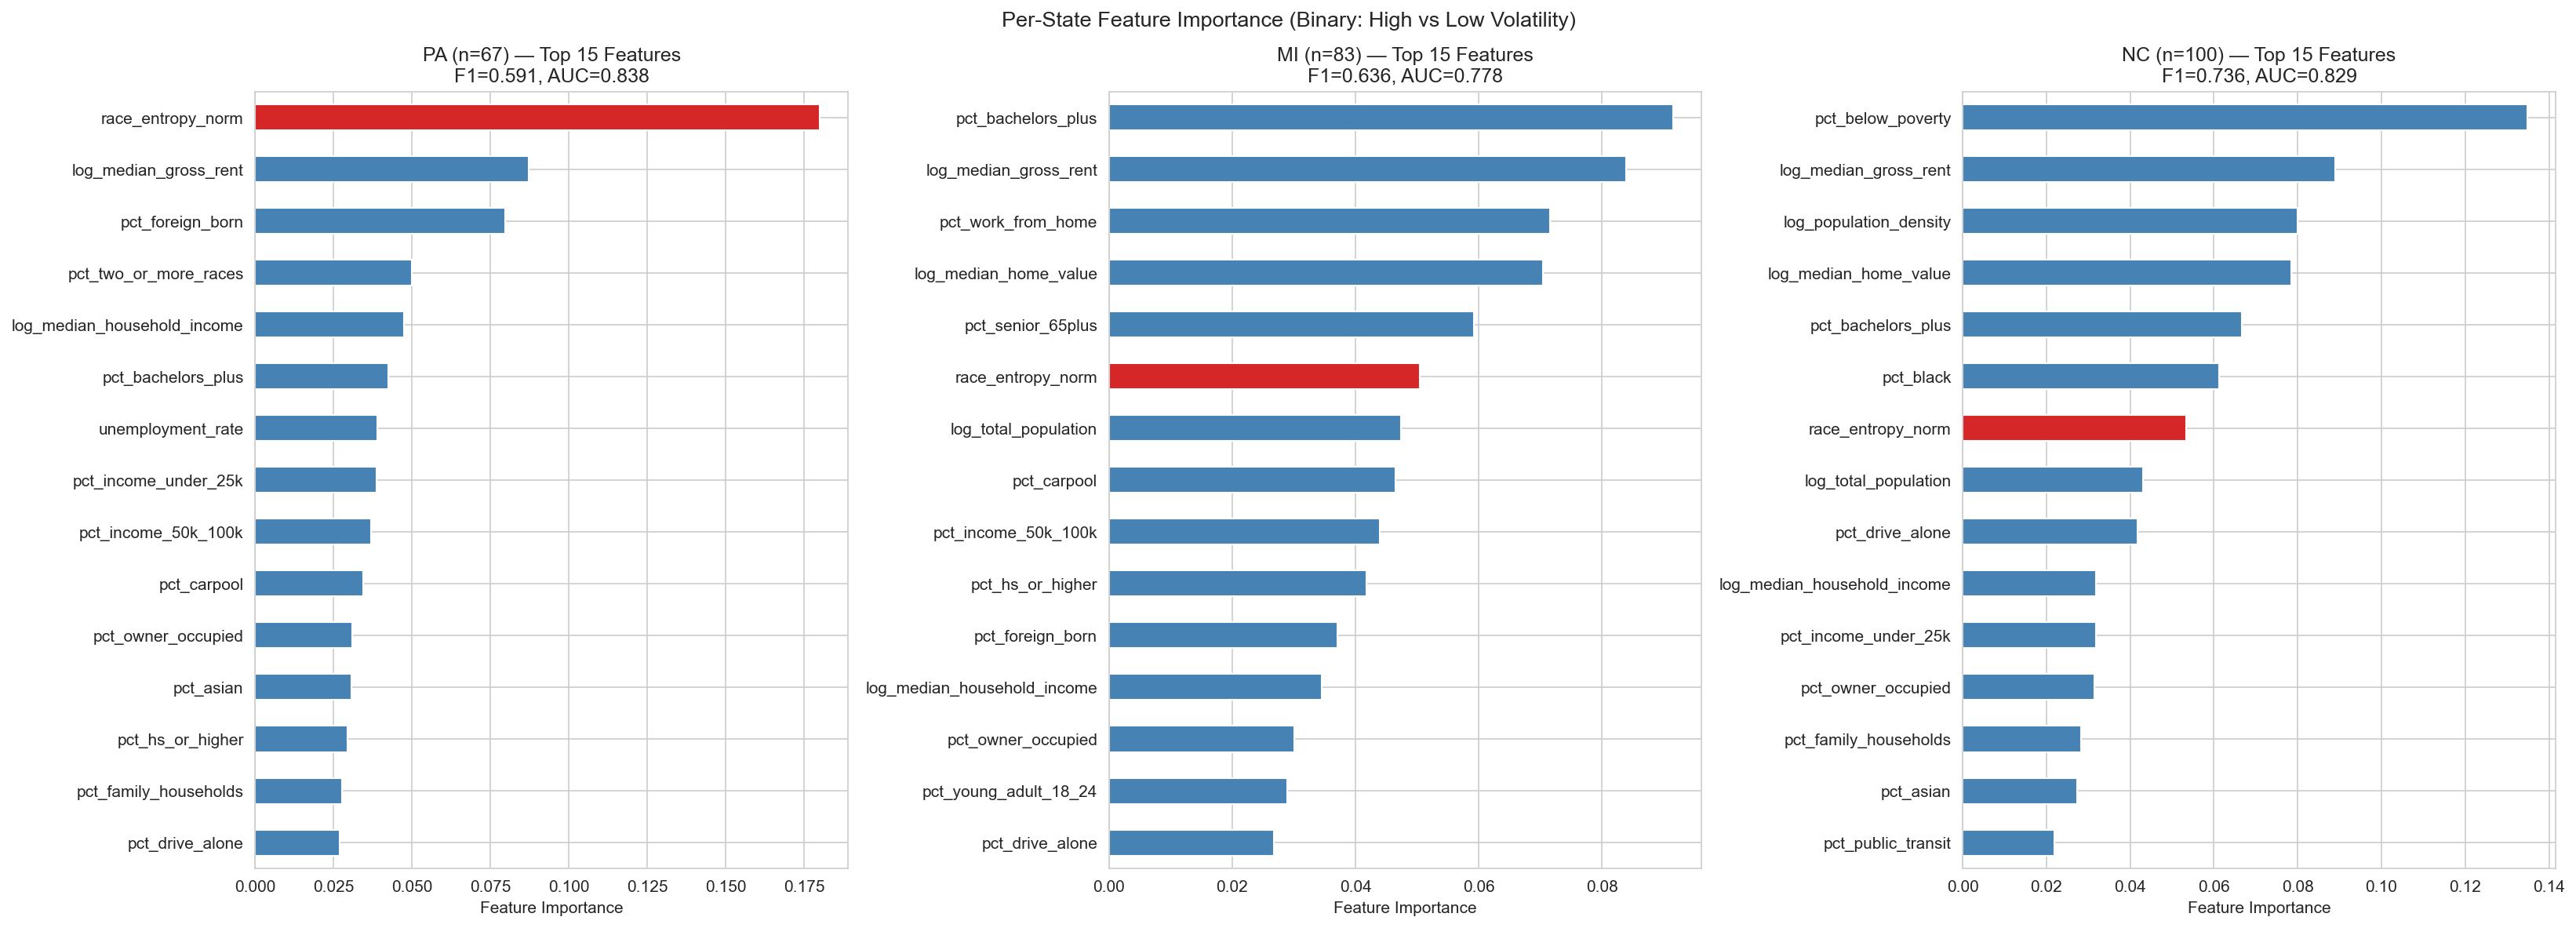 Per-State Feature Importance (Binary: High vs Low Volatility)
PA (n=67) — Top 15 Features
F1=0.591, AUC=0.838
race_entropy_norm
log_median_gross_rent
pct_foreign_born
pct_two_or_more_races
log_median_household_income
pct_bachelors_plus
unemployment_rate
pct_income_under_25k
pct_income_50k_100k
pct_carpool
pct_owner_occupied
pct_asian
pct_hs_or_higher
pct_family_households
pct_drive_alone
0.000 0.025 0.050 0.075 0.100 0.125 0.150 0.175
Feature Importance
MI (n=83) — Top 15 Features
F1=0.636, AUC=0.778
pct_bachelors_plus
log_median_gross_rent
pct_work_from_home
log_median_home_value
pct_senior_65plus
race_entropy_norm
log_total_population
pct_carpool
pct_income_50k_100k
pct_hs_or_higher
pct_foreign_born
log_median_household_income
pct_owner_occupied
pct_young_adult_18_24
pct_drive_alone
0.00 0.02 0.04 0.06 0.08
Feature Importance
NC (n=100) — Top 15 Features
F1=0.736, AUC=0.829
pct_below_poverty
log_median_gross_rent
log_population_density
log_median_home_value
pct_bachelors_plus
pct_black
race_entropy_norm
log_total_population
pct_drive_alone
log_median_household_income
pct_income_under_25k
pct_owner_occupied
pct_family_households
pct_asian
pct_public_transit
0.00 0.02 0.04 0.06 0.08 0.10 0.12 0.14
Feature Importance